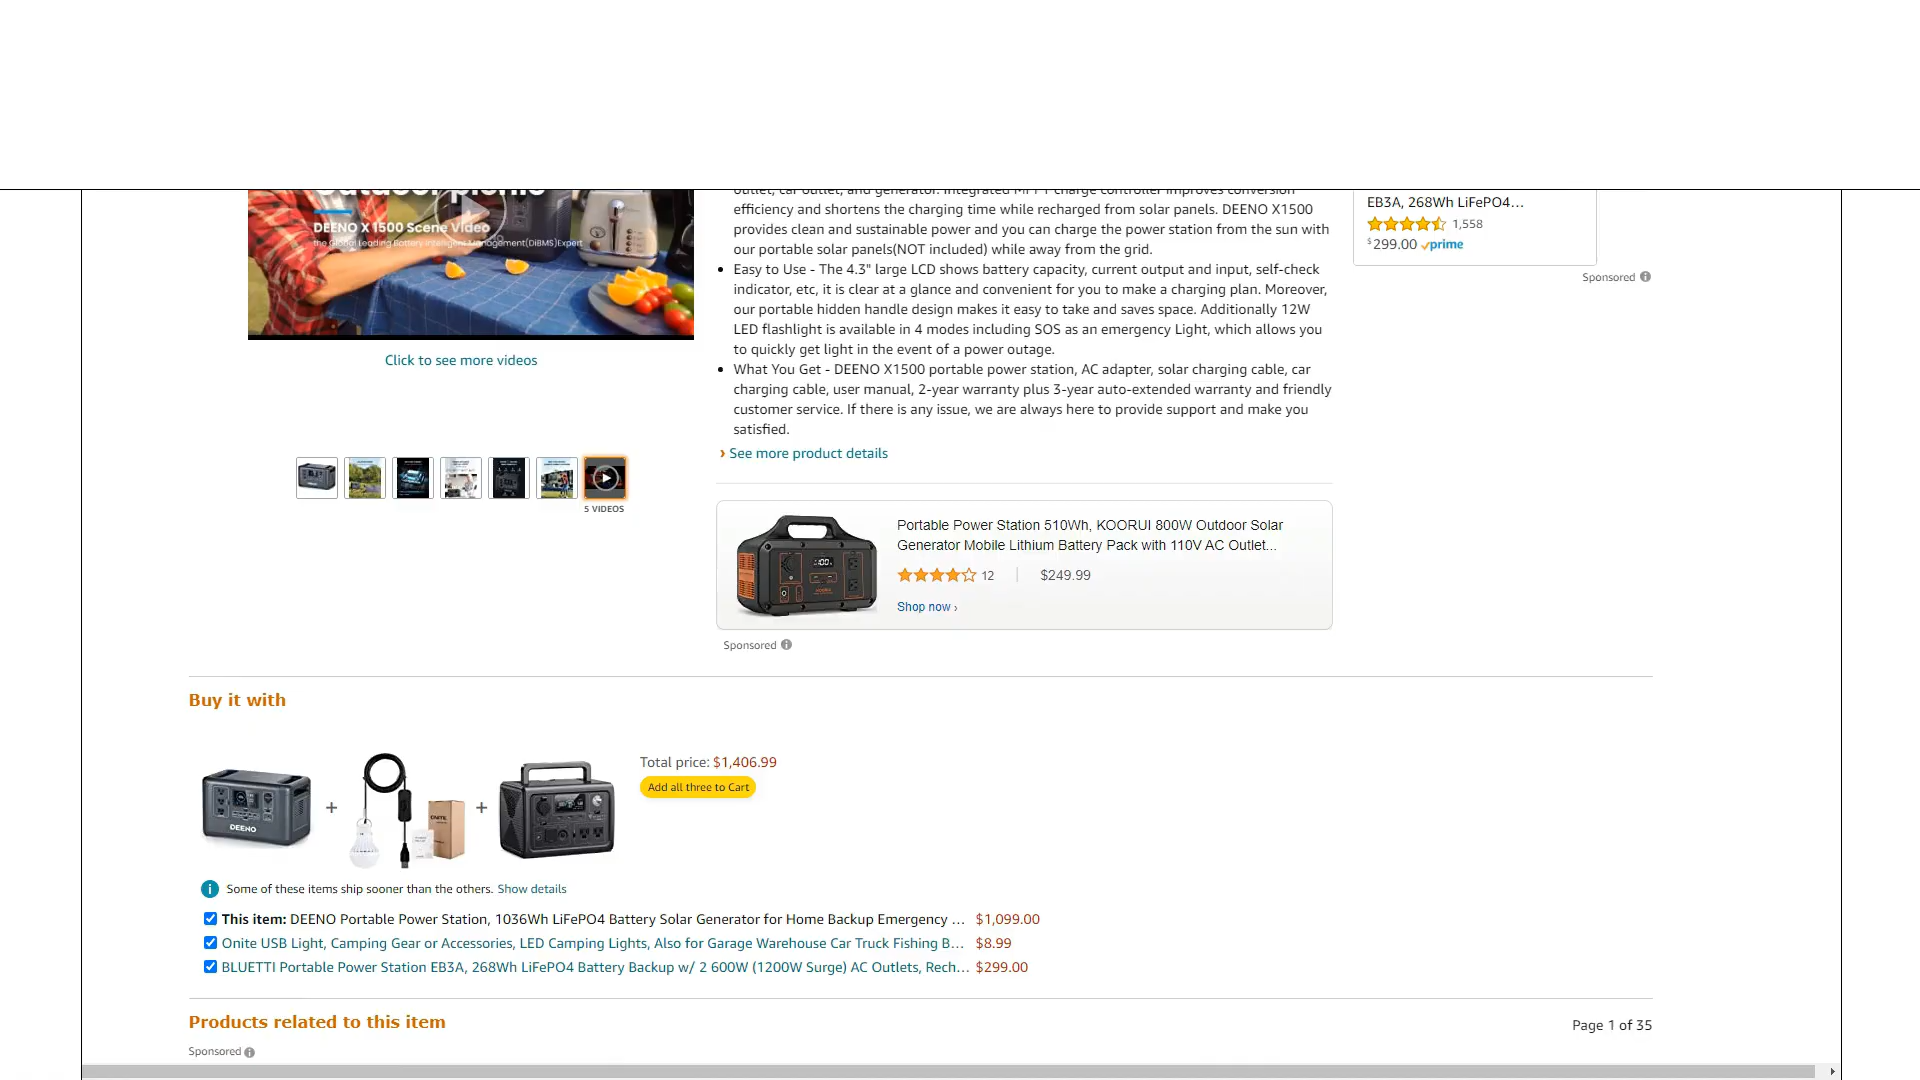 DEENO X1500 Scene Video
the Global Leading Battery Intelligent Management(DiBMS)Expert
Click to see more videos
5 VIDEOS
outlet, car outlet, and generator. Integrated MPPT charge controller improves conversion
efficiency and shortens the charging time while recharged from solar panels. DEENO X1500
provides clean and sustainable power and you can charge the power station from the sun with
our portable solar panels(NOT included) while away from the grid.
Easy to Use - The 4.3" large LCD shows battery capacity, current output and input, self-check
indicator, etc, it is clear at a glance and convenient for you to make a charging plan. Moreover,
our portable hidden handle design makes it easy to take and saves space. Additionally 12W
LED flashlight is available in 4 modes including SOS as an emergency Light, which allows you
to quickly get light in the event of a power outage.
What You Get - DEENO X1500 portable power station, AC adapter, solar charging cable, car
charging cable, user manual, 2-year warranty plus 3-year auto-extended warranty and friendly
customer service. If there is any issue, we are always here to provide support and make you
satisfied.
› See more product details
EB3A, 268Wh LiFePO4...
1,558
$299.00 prime
Sponsored
Portable Power Station 510Wh, KOORUI 800W Outdoor Solar
Generator Mobile Lithium Battery Pack with 110V AC Outlet...
12 | $249.99
Shop now ›
Sponsored
Buy it with
DEENO
+
ONITE
+
Total price: $1,406.99
Add all three to Cart
Some of these items ship sooner than the others. Show details
This item: DEENO Portable Power Station, 1036Wh LiFePO4 Battery Solar Generator for Home Backup Emergency ... $1,099.00
Onite USB Light, Camping Gear or Accessories, LED Camping Lights, Also for Garage Warehouse Car Truck Fishing B... $8.99
BLUETTI Portable Power Station EB3A, 268Wh LiFePO4 Battery Backup w/ 2 600W (1200W Surge) AC Outlets, Rech... $299.00
Products related to this item
Page 1 of 35
Sponsored